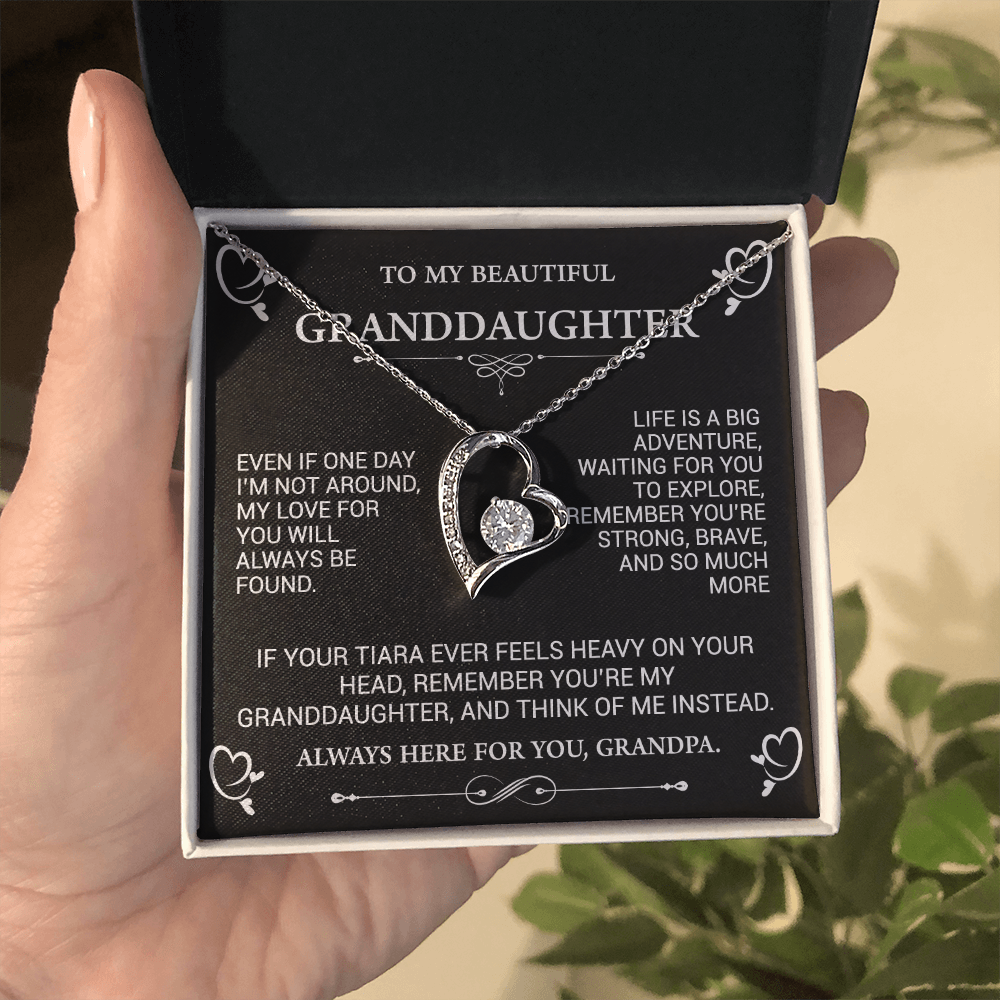 TO MY BEAUTIFUL
GRANDDAUGHTER
EVEN IF ONE DAY
I'M NOT AROUND,
MY LOVE FOR
YOU WILL
ALWAYS BE
FOUND.
LIFE IS A BIG
ADVENTURE,
WAITING FOR YOU
TO EXPLORE,
REMEMBER YOU'RE
STRONG, BRAVE,
AND SO MUCH
MORE
IF YOUR TIARA EVER FEELS HEAVY ON YOUR
HEAD, REMEMBER YOU'RE MY
GRANDDAUGHTER, AND THINK OF ME INSTEAD.
ALWAYS HERE FOR YOU, GRANDPA.